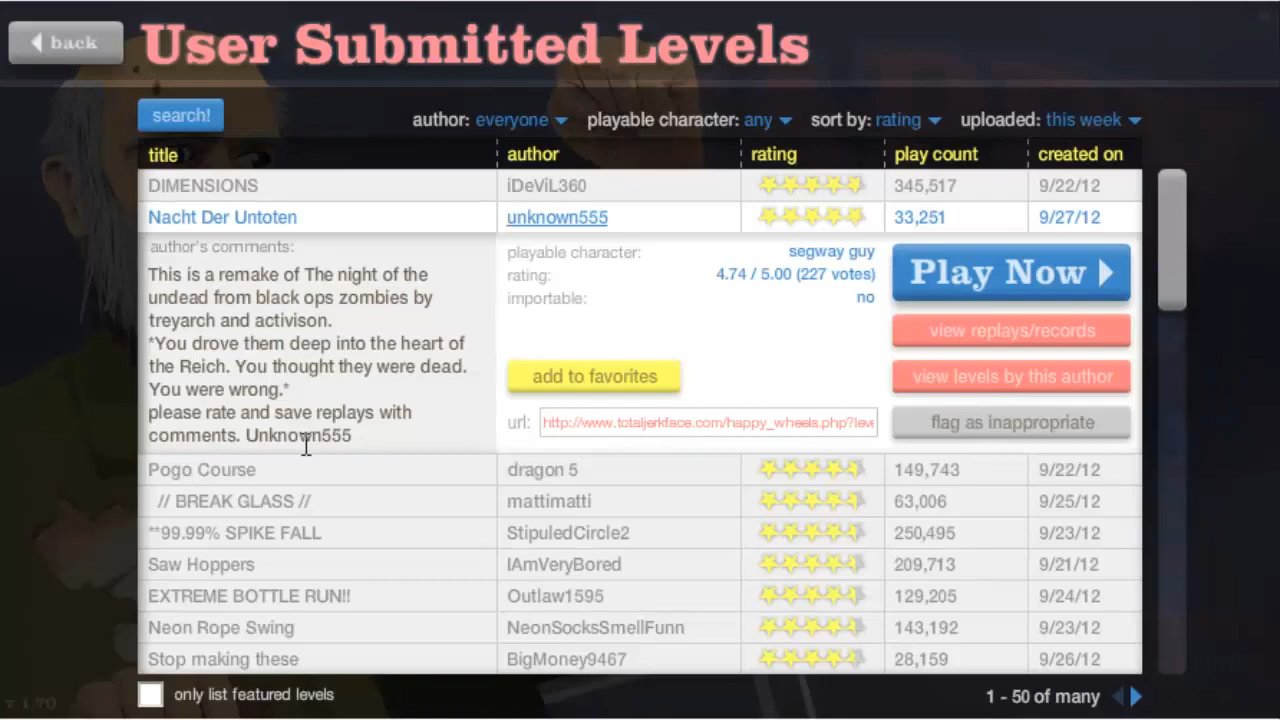 back
User Submitted Levels
search!
author: everyone playable character: any sort by: rating uploaded: this week
title author rating play count created on
DIMENSIONS iDeViL360 345,517 9/22/12
Nacht Der Untoten unknown555 33,251 9/27/12
author's comments:
This is a remake of The night of the
undead from black ops zombies by
treyarch and activison.
*You drove them deep into the heart of
the Reich. You thought they were dead.
You were wrong.*
please rate and save replays with
comments. Unknown555
playable character: segway guy
rating: 4.74 / 5.00 (227 votes)
importable: no
add to favorites
url: http://www.totaljerkface.com/happy_wheels.php?leve
Play Now
view replays/records
view levels by this author
flag as inappropriate
Pogo Course dragon 5 149,743 9/22/12
// BREAK GLASS // mattimatti 63,006 9/25/12
**99.99% SPIKE FALL StipuledCircle2 250,495 9/23/12
Saw Hoppers IAmVeryBored 209,713 9/21/12
EXTREME BOTTLE RUN!! Outlaw1595 129,205 9/24/12
Neon Rope Swing NeonSocksSmellFunn 143,192 9/23/12
Stop making these BigMoney9467 28,159 9/26/12
only list featured levels 1 - 50 of many
v 1.70